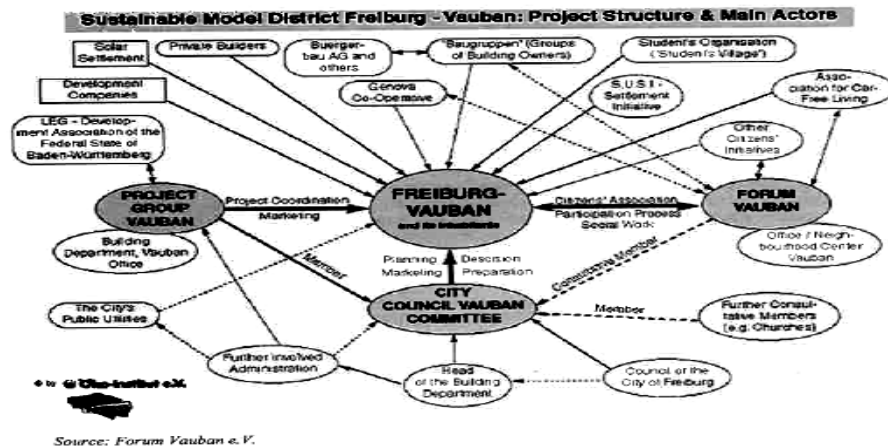 Sustainable Model District Freiburg - Vauban: Project Structure & Main Actors
Solar
Settlement
Private Builders
Buerger-
bau AG and
others
"Baugruppen" (Groups
of Building Owners)
Student's Organisation
("Student's Village")
Development
Companies
Genova
Co-Operative
S.U.S.I. -
Settlement
Initiative
Asso-
ciation for Car-
Free Living
LEG - Develop-
ment Association of the
Federal State of
Baden-Württemberg
Other
Citizens'
Initiatives
PROJECT
GROUP
VAUBAN
Project Coordination
Marketing
FREIBURG-
VAUBAN
and its inhabitants
Citizens' Association
Participation Process
Social Work
FORUM
VAUBAN
Building
Department, Vauban
Office
Office / Neigh-
bourhood Center
Vauban
Planning
Marketing
Descision
Preparation
Member
Consultative Member
CITY
COUNCIL VAUBAN
COMMITTEE
The City's
Public Utilities
Member
Further Consul-
tative Members
(e.g. Churches)
Further Involved
Administration
Head
of the Building
Department
Council of the
City of Freiburg
© by Öko-Institut e.V.
Source: Forum Vauban e.V.